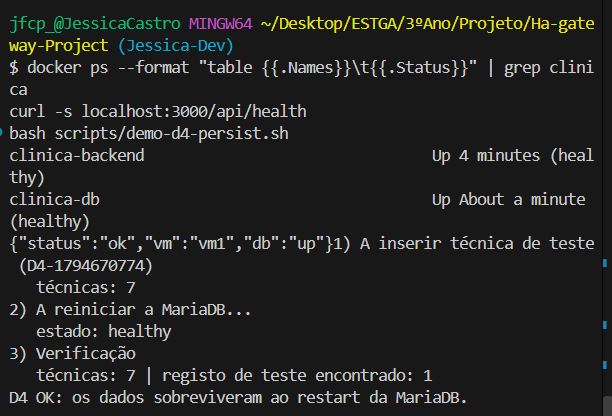 jfcp_@JessicaCastro MINGW64 ~/Desktop/ESTGA/3ºAno/Projeto/Ha-gate
way-Project (Jessica-Dev)
$ docker ps --format "table {{.Names}}\t{{.Status}}" | grep clini
ca
curl -s localhost:3000/api/health
bash scripts/demo-d4-persist.sh
clinica-backend                             Up 4 minutes (heal
thy)
clinica-db                                  Up About a minute
(healthy)
{"status":"ok","vm":"vm1","db":"up"}1) A inserir técnica de teste
 (D4-1794670774)
   técnicas: 7
2) A reiniciar a MariaDB...
   estado: healthy
3) Verificação
   técnicas: 7 | registo de teste encontrado: 1
D4 OK: os dados sobreviveram ao restart da MariaDB.